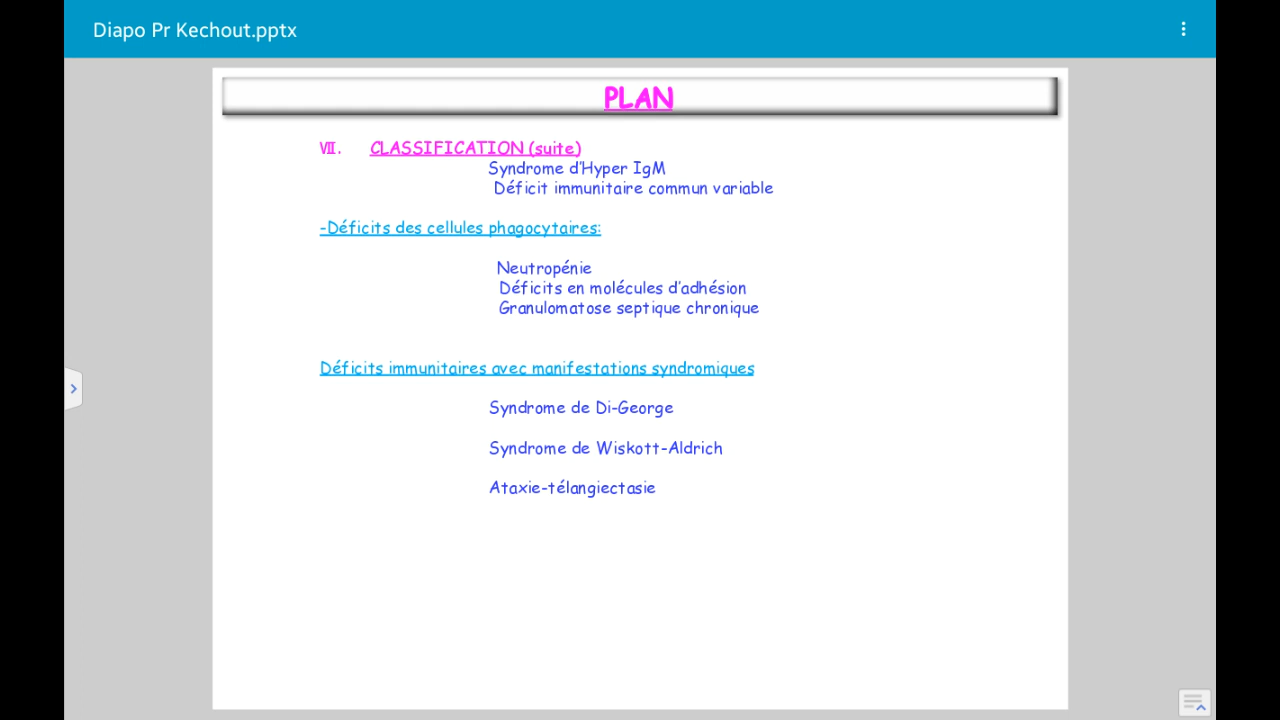 Diapo Pr Kechout.pptx
PLAN
VII. CLASSIFICATION (suite)
Syndrome d'Hyper IgM
Déficit immunitaire commun variable
-Déficits des cellules phagocytaires:
Neutropénie
Déficits en molécules d'adhésion
Granulomatose septique chronique
Déficits immunitaires avec manifestations syndromiques
Syndrome de Di-George
Syndrome de Wiskott-Aldrich
Ataxie-télangiectasie